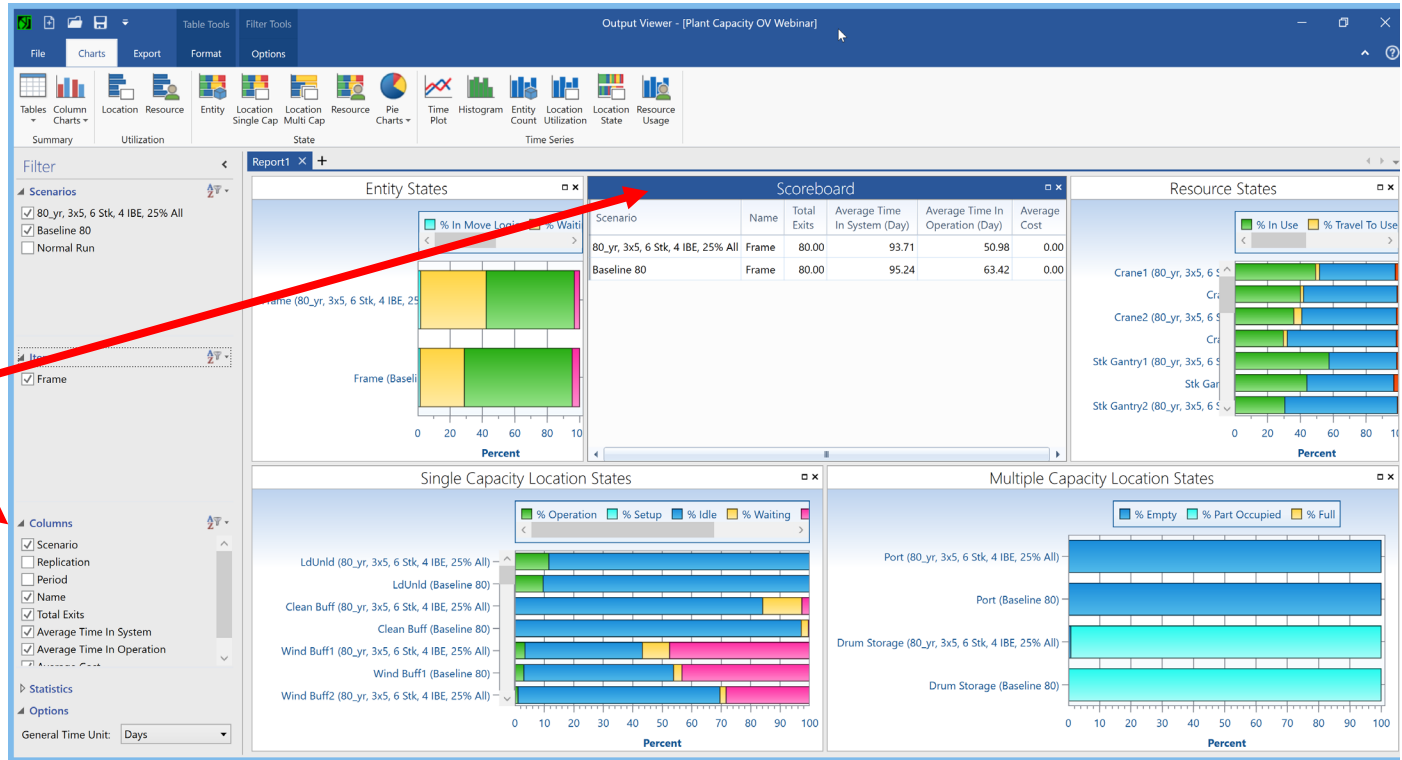 Table Tools Filter Tools Output Viewer - [Plant Capacity OV Webinar]
File Charts Export Format Options
Tables Column Charts Location Resource Entity Location Single Cap Location Multi Cap Resource Pie Charts Time Plot Histogram Entity Count Location Utilization Location State Resource Usage
Summary Utilization State Time Series
Filter
Scenarios
80_yr, 3x5, 6 Stk, 4 IBE, 25% All
Baseline 80
Normal Run
Frame
Columns
Scenario
Replication
Period
Name
Total Exits
Average Time In System
Average Time In Operation
Statistics
Options
General Time Unit: Days
Report1
Entity States
% In Move Logic % Waiti
(80_yr, 3x5, 6 Stk, 4 IBE, 25
Frame (Baseli
0 20 40 60 80 10
Percent
Scoreboard
Scenario Name Total Exits Average Time In System (Day) Average Time In Operation (Day) Average Cost
80_yr, 3x5, 6 Stk, 4 IBE, 25% All Frame 80.00 93.71 50.98 0.00
Baseline 80 Frame 80.00 95.24 63.42 0.00
Resource States
% In Use % Travel To Use
Crane1 (80_yr, 3x5, 6 S
Cra
Crane2 (80_yr, 3x5, 6 S
Cra
Stk Gantry1 (80_yr, 3x5, 6 S
Stk Gan
Stk Gantry2 (80_yr, 3x5, 6 S
0 20 40 60 80 10
Percent
Single Capacity Location States
% Operation % Setup % Idle % Waiting
LdUnld (80_yr, 3x5, 6 Stk, 4 IBE, 25% All)
LdUnld (Baseline 80)
Clean Buff (80_yr, 3x5, 6 Stk, 4 IBE, 25% All)
Clean Buff (Baseline 80)
Wind Buff1 (80_yr, 3x5, 6 Stk, 4 IBE, 25% All)
Wind Buff1 (Baseline 80)
Wind Buff2 (80_yr, 3x5, 6 Stk, 4 IBE, 25% All)
0 10 20 30 40 50 60 70 80 90 100
Percent
Multiple Capacity Location States
% Empty % Part Occupied % Full
Port (80_yr, 3x5, 6 Stk, 4 IBE, 25% All)
Port (Baseline 80)
Drum Storage (80_yr, 3x5, 6 Stk, 4 IBE, 25% All)
Drum Storage (Baseline 80)
0 10 20 30 40 50 60 70 80 90 100
Percent